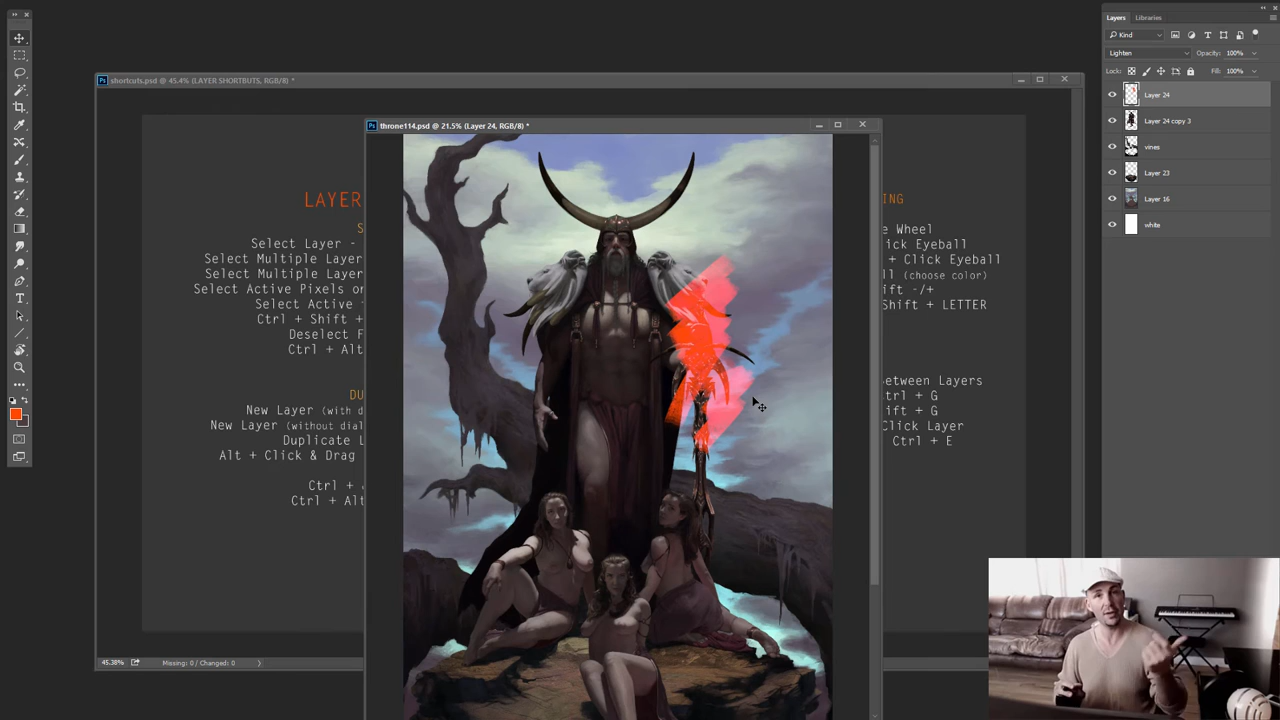 Layers Libraries
Kind
Lighten Opacity: 100%
Lock: Fill: 100%
Layer 24
Layer 24 copy 3
vines
Layer 23
Layer 16
white
shortcuts.psd @ 45.4% (LAYER SHORTBUTS, RGB/8) *
throne114.psd @ 21.5% (Layer 24, RGB/8) *
LAYER
Select Layer -
Select Multiple Layer
Select Multiple Layer
Select Active Pixels
Select Active
Ctrl + Shift +
Deselect
Ctrl + Alt
DU
New Layer (with d
New Layer (without dial
Duplicate L
Alt + Click & Drag
Ctrl +
Ctrl + Alt
ING
e Wheel
ick Eyeball
+ Click Eyeball
ll (choose color)
ift -/+
Shift + LETTER
Between Layers
trl + G
ift + G
Click Layer
Ctrl + E
45.38% Missing: 0 / Changed: 0